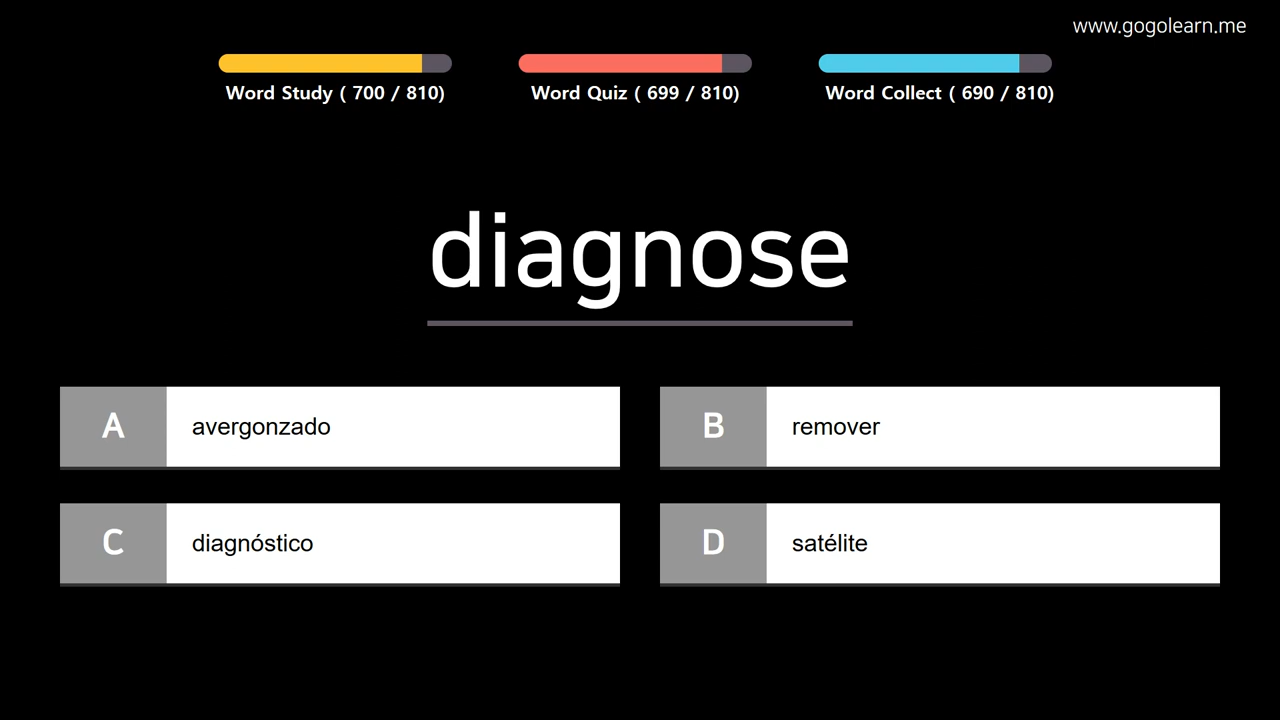 www.gogolearn.me
Word Study ( 700 / 810)
Word Quiz ( 699 / 810)
Word Collect ( 690 / 810)
diagnose
A avergonzado
B remover
C diagnóstico
D satélite